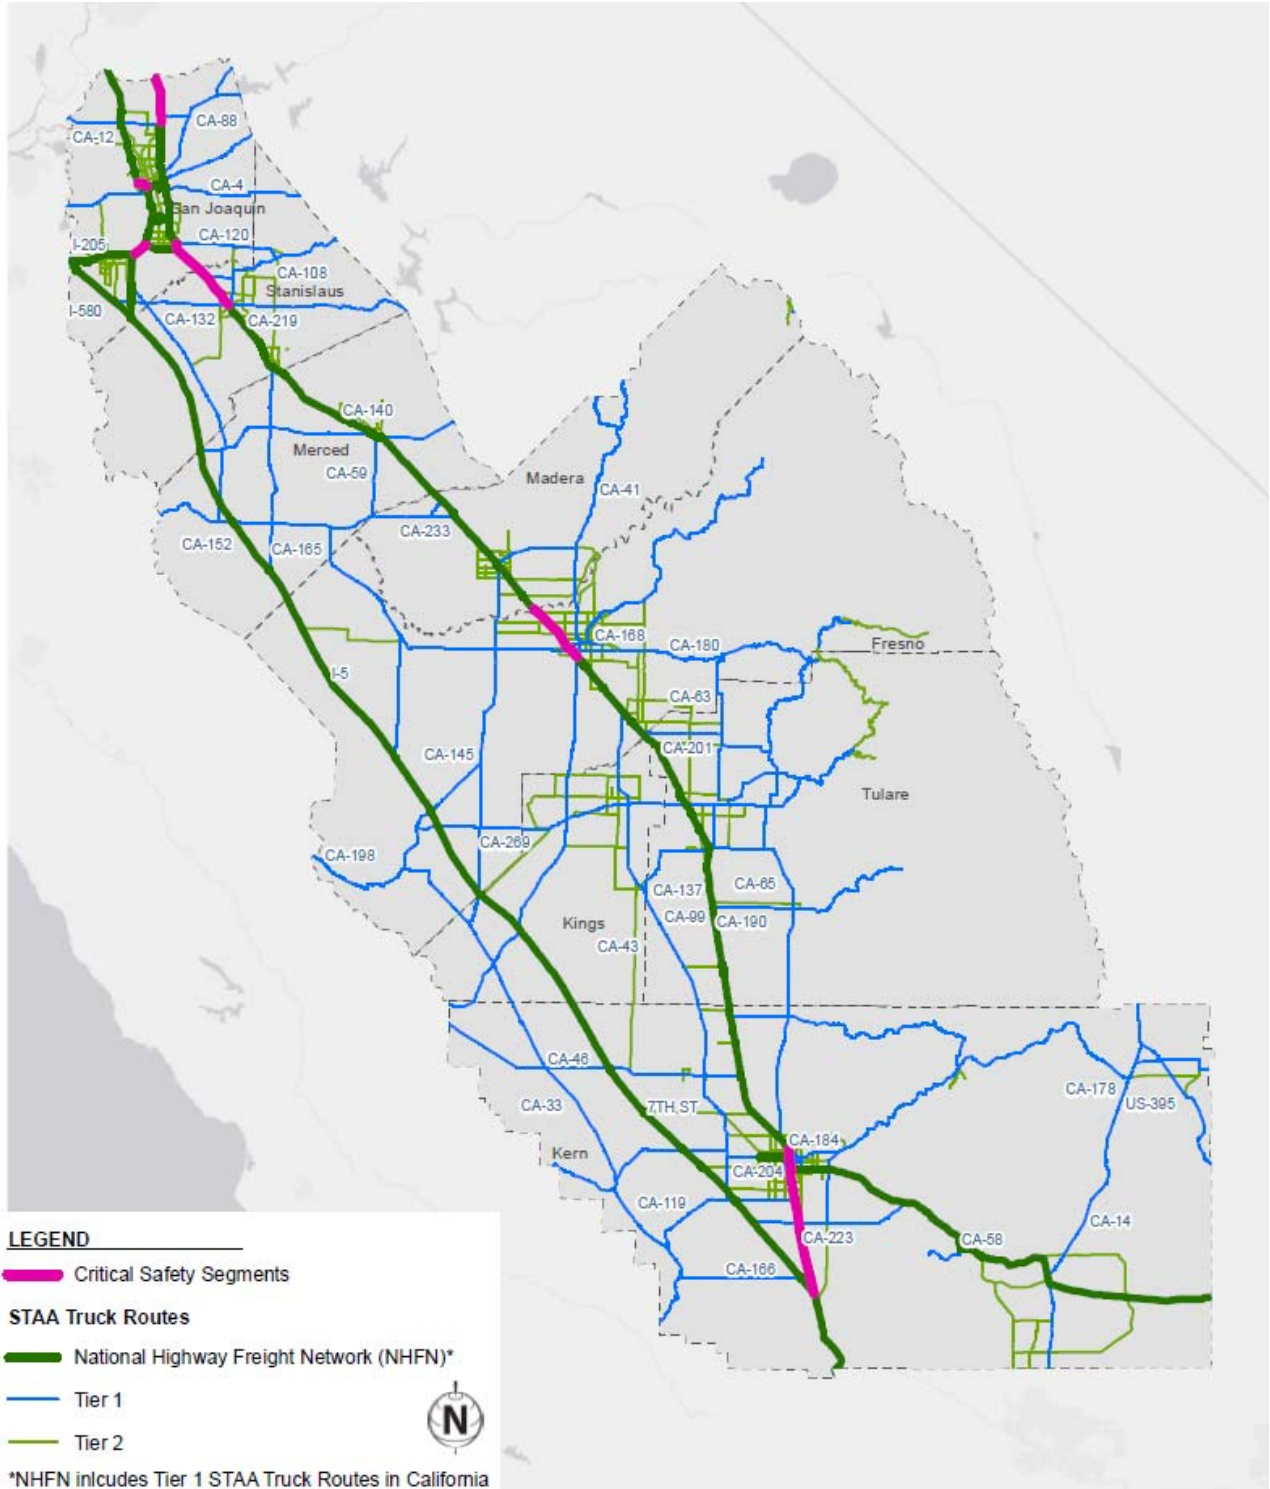 CA-88
CA-12
CA-4
San Joaquin
CA-120
I-205
CA-108
Stanislaus
I-580
CA-132
CA-219
CA-140
Merced
CA-59
Madera
CA-41
CA-233
CA-152
CA-165
CA-168
CA-180
Fresno
I-5
CA-63
CA-201
CA-145
Tulare
CA-269
CA-198
CA-137
CA-65
CA-99
CA-190
Kings
CA-43
CA-46
CA-178
CA-33
7TH ST
US-395
CA-184
Kern
CA-204
CA-119
CA-14
CA-223
CA-58
CA-166
LEGEND
Critical Safety Segments
STAA Truck Routes
National Highway Freight Network (NHFN)*
Tier 1
N
Tier 2
*NHFN inlcudes Tier 1 STAA Truck Routes in California